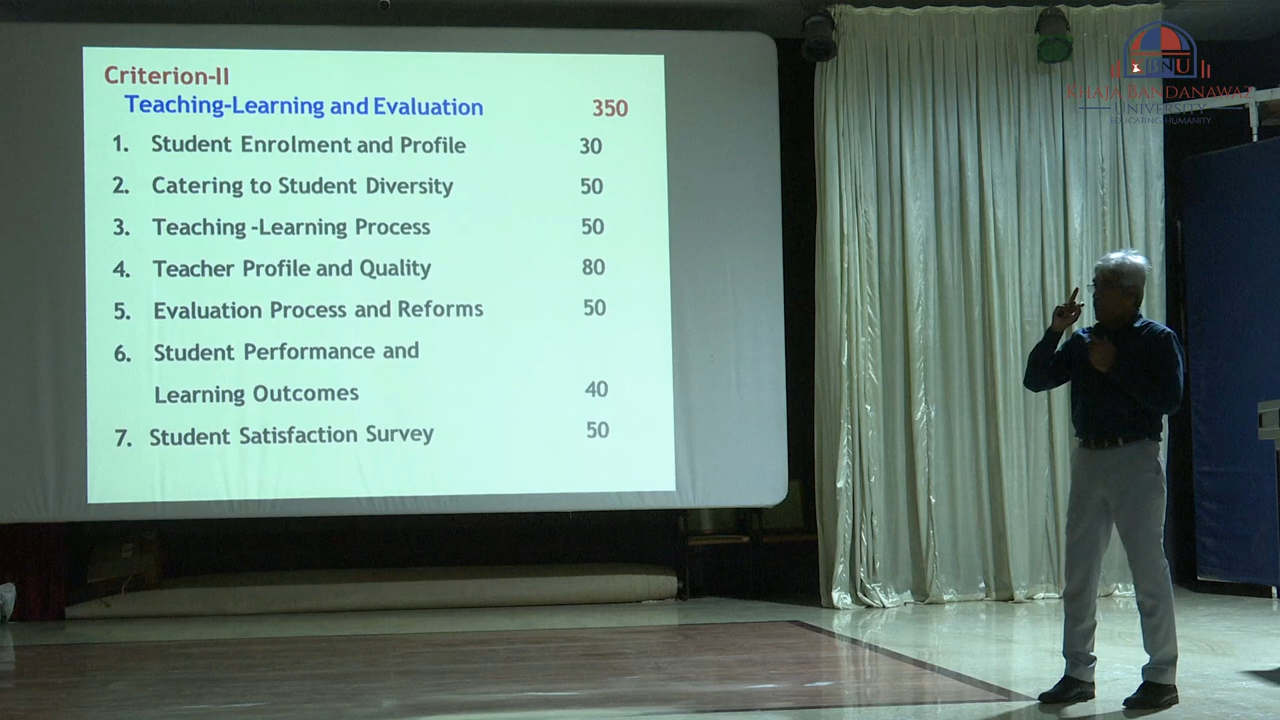 Criterion-II
Teaching-Learning and Evaluation 350
1. Student Enrolment and Profile 30
2. Catering to Student Diversity 50
3. Teaching -Learning Process 50
4. Teacher Profile and Quality 80
5. Evaluation Process and Reforms 50
6. Student Performance and
Learning Outcomes 40
7. Student Satisfaction Survey 50
KBNU
KHAJA BANDANAWAZ
UNIVERSITY
EDUCATING HUMANITY